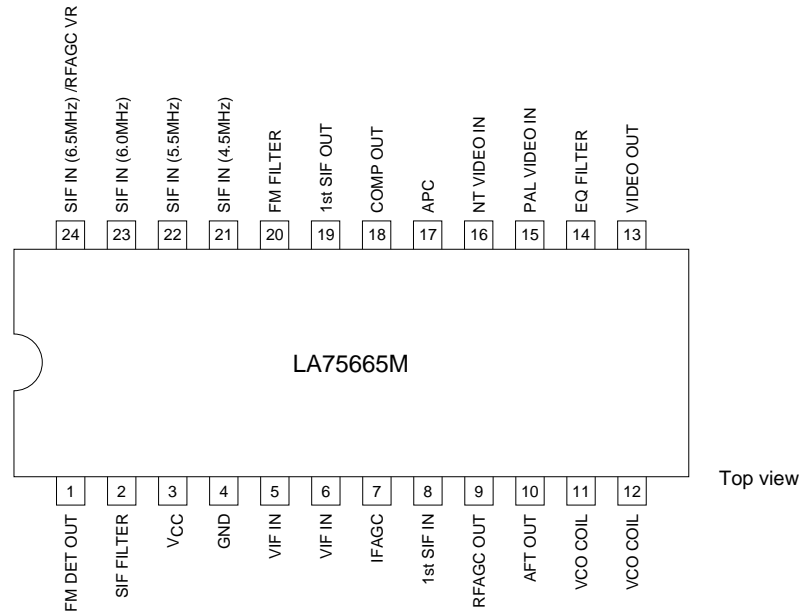 SIF IN (6.5MHz) /RFAGC VR
SIF IN (6.0MHz)
SIF IN (5.5MHz)
SIF IN (4.5MHz)
FM FILTER
1st SIF OUT
COMP OUT
APC
NT VIDEO IN
PAL VIDEO IN
EQ FILTER
VIDEO OUT
24 23 22 21 20 19 18 17 16 15 14 13
LA75665M
Top view
1 2 3 4 5 6 7 8 9 10 11 12
FM DET OUT
SIF FILTER
VCC
GND
VIF IN
VIF IN
IFAGC
1st SIF IN
RFAGC OUT
AFT OUT
VCO COIL
VCO COIL